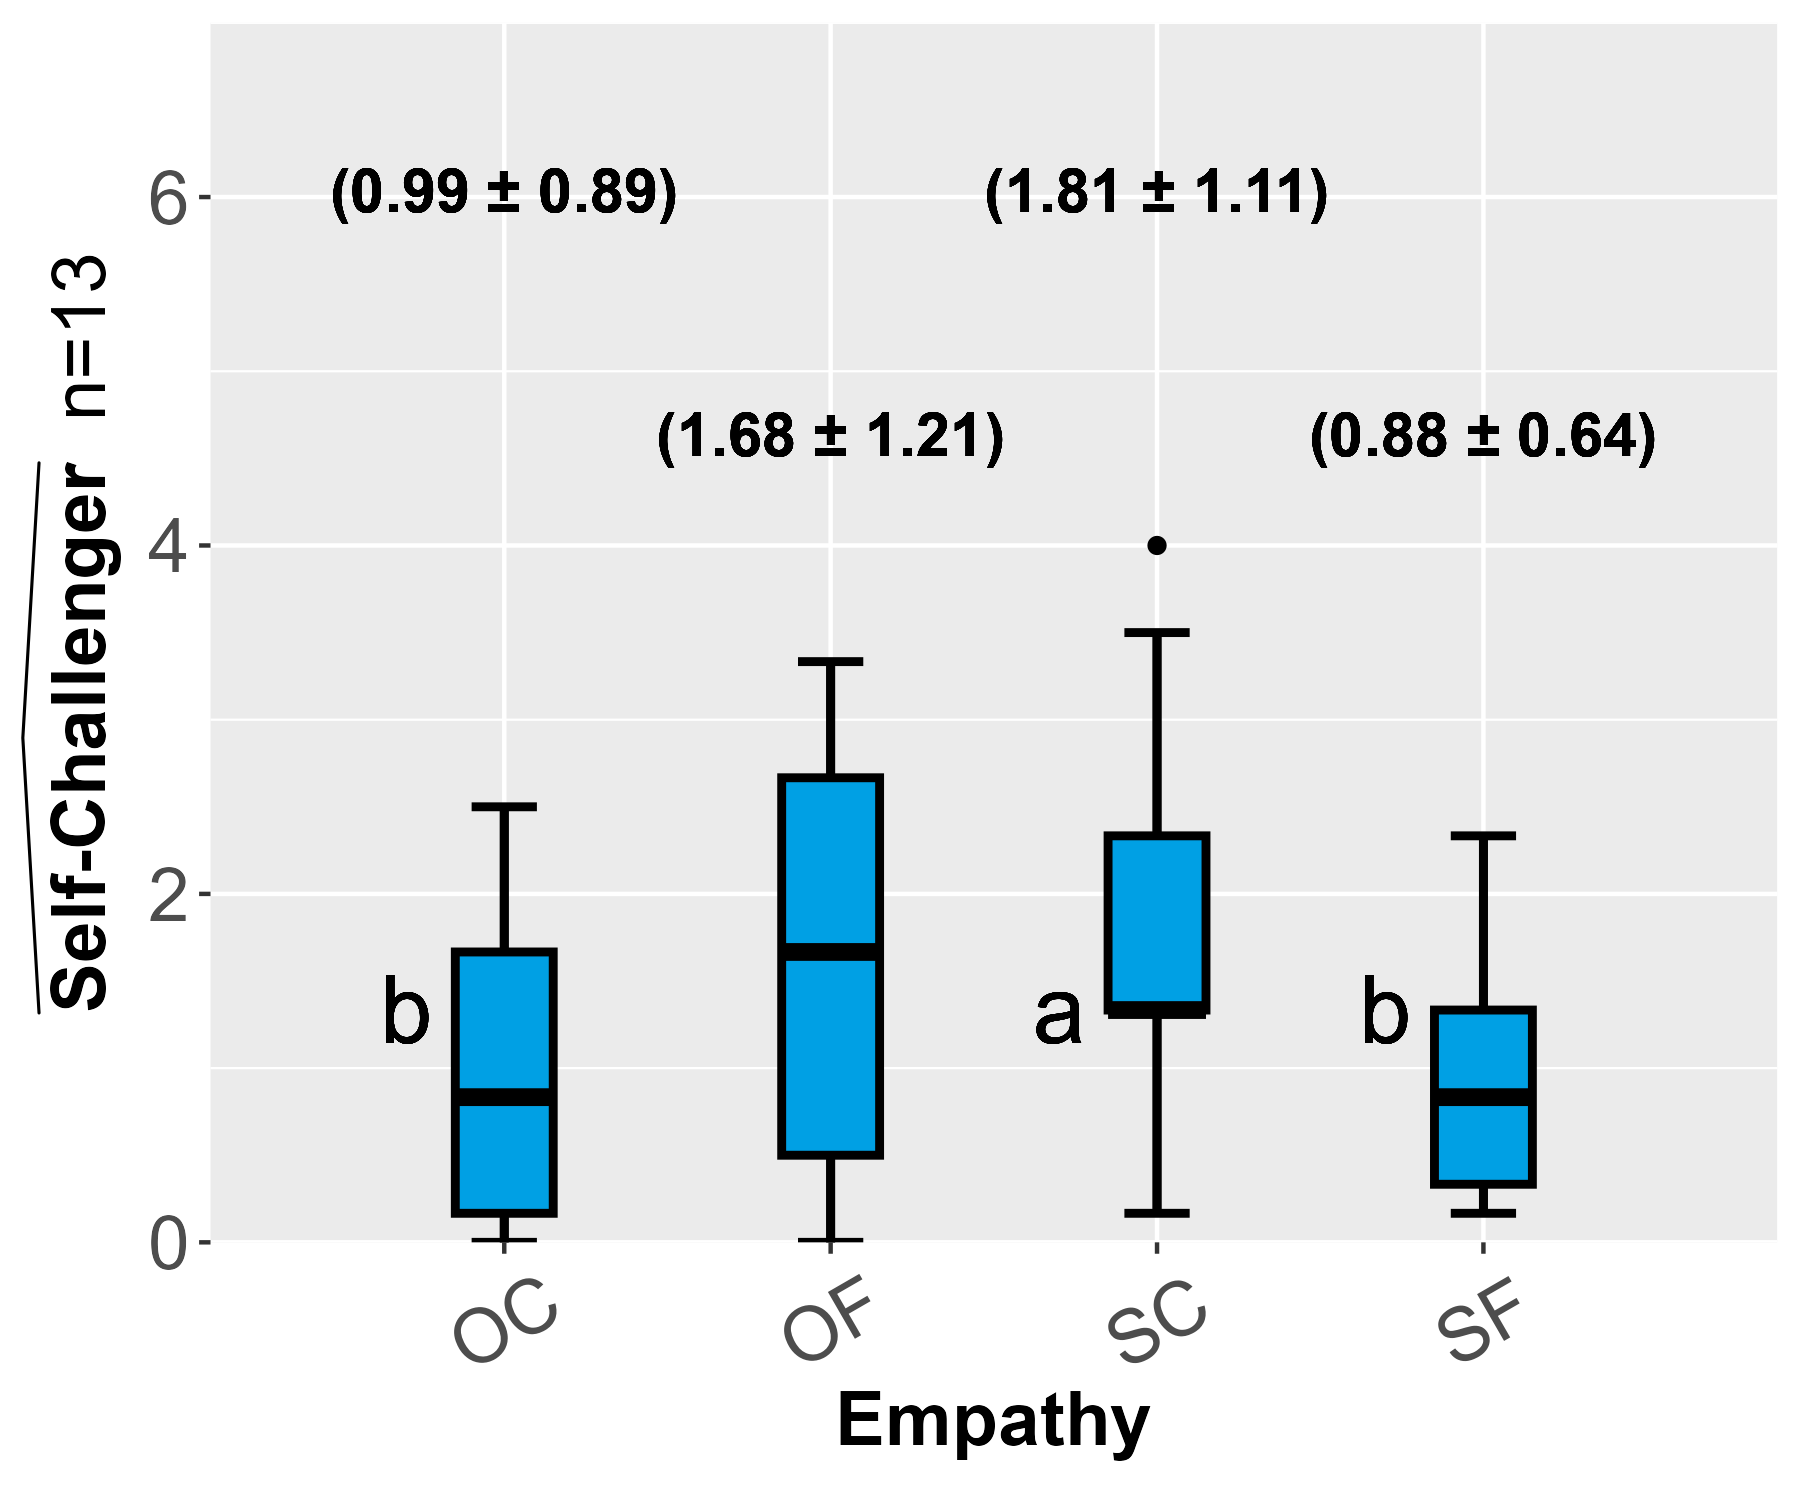 Self-Challenger n=13
6
4
2
0
(0.99 ± 0.89)
(1.81 ± 1.11)
(1.68 ± 1.21)
(0.88 ± 0.64)
b
a
b
OC
OF
SC
SF
Empathy